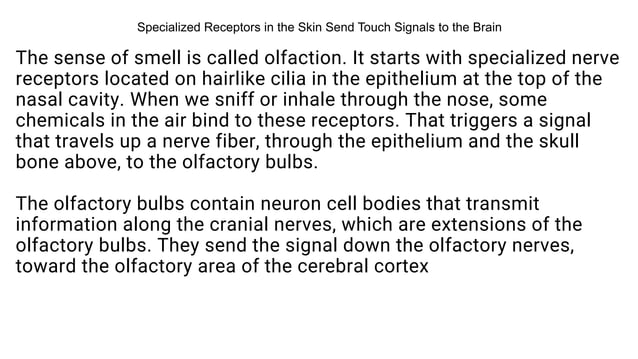 Specialized Receptors in the Skin Send Touch Signals to the Brain
The sense of smell is called olfaction. It starts with specialized nerve
receptors located on hairlike cilia in the epithelium at the top of the
nasal cavity. When we sniff or inhale through the nose, some
chemicals in the air bind to these receptors. That triggers a signal
that travels up a nerve fiber, through the epithelium and the skull
bone above, to the olfactory bulbs.
The olfactory bulbs contain neuron cell bodies that transmit
information along the cranial nerves, which are extensions of the
olfactory bulbs. They send the signal down the olfactory nerves,
toward the olfactory area of the cerebral cortex